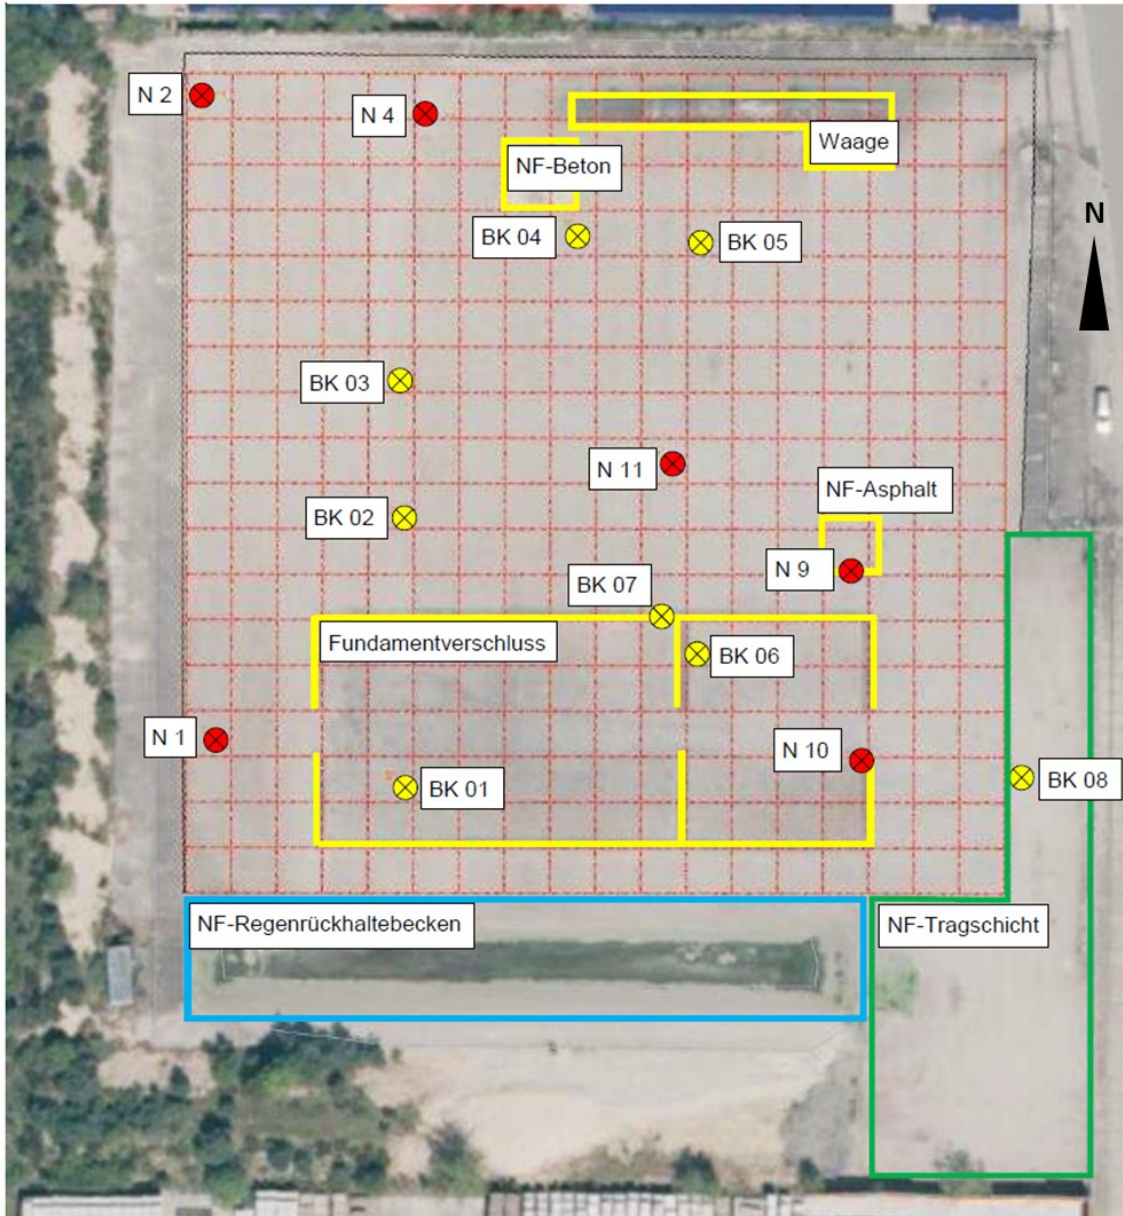 N 2
N 4
Waage
NF-Beton
N
BK 04
BK 05
BK 03
N 11
NF-Asphalt
BK 02
N 9
BK 07
Fundamentverschluss
BK 06
N 1
N 10
BK 01
BK 08
NF-Regenrückhaltebecken
NF-Tragschicht